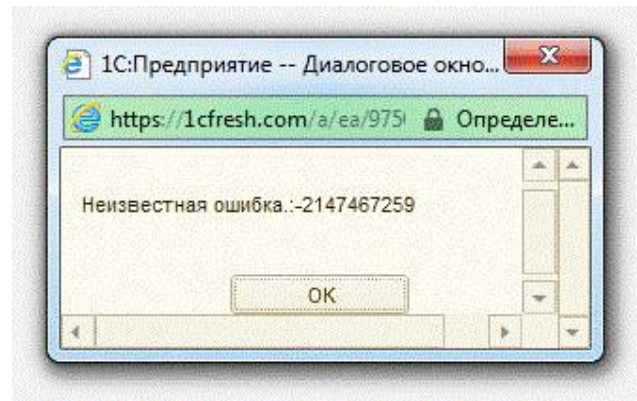 1С:Предприятие -- Диалоговое окно...
https://1cfresh.com/a/ea/975 Определе...
Неизвестная ошибка.:-2147467259
OK